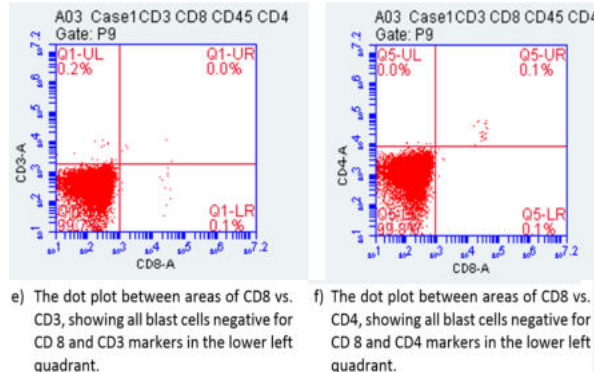 A03 Case1CD3 CD8 CD45 CD4
Gate: P9
Q1-UL
0.2%
Q1-UR
0.0%
Q1-LR
0.1%
CD3-A
CD8-A
A03 Case1CD3 CD8 CD45 CD4
Gate: P9
Q5-UL
0.0%
Q5-UR
0.1%
99.8%
Q5-LR
0.1%
CD4-A
CD8-A
e) The dot plot between areas of CD8 vs.
CD3, showing all blast cells negative for
CD 8 and CD3 markers in the lower left
quadrant.
f) The dot plot between areas of CD8 vs.
CD4, showing all blast cells negative for
CD 8 and CD4 markers in the lower left
quadrant.